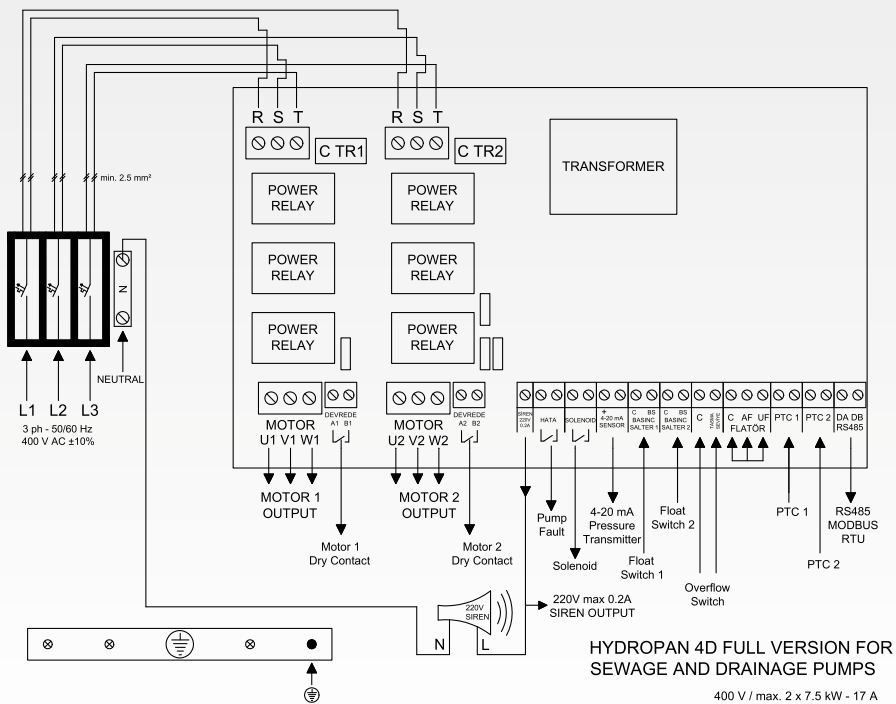 R S T
R S T
C TR1
C TR2
TRANSFORMER
POWER
RELAY
POWER
RELAY
POWER
RELAY
POWER
RELAY
POWER
RELAY
POWER
RELAY
min. 2.5 mm²
N
NEUTRAL
L1 L2 L3
3 ph - 50/60 Hz
400 V AC ±10%
MOTOR
U1 V1 W1
DEVREDE
A1 B1
MOTOR
U2 V2 W2
DEVREDE
A2 B2
SIREN
220V
0.2A
HATA
SOLENOID
+
4-20 mA
SENSOR
C BS
BASINC
SALTER 1
C BS
BASINC
SALTER 2
C
TASMA
SEVIYE
C AF UF
FLATÖR
PTC 1
PTC 2
DA DB
RS485
MOTOR 1
OUTPUT
MOTOR 2
OUTPUT
Motor 1
Dry Contact
Motor 2
Dry Contact
Pump
Fault
Solenoid
4-20 mA
Pressure
Transmitter
Float
Switch 1
Float
Switch 2
Overflow
Switch
PTC 1
PTC 2
RS485
MODBUS
RTU
220V
SIREN
N
L
220V max 0.2A
SIREN OUTPUT
HYDROPAN 4D FULL VERSION FOR
SEWAGE AND DRAINAGE PUMPS
400 V / max. 2 x 7.5 kW - 17 A